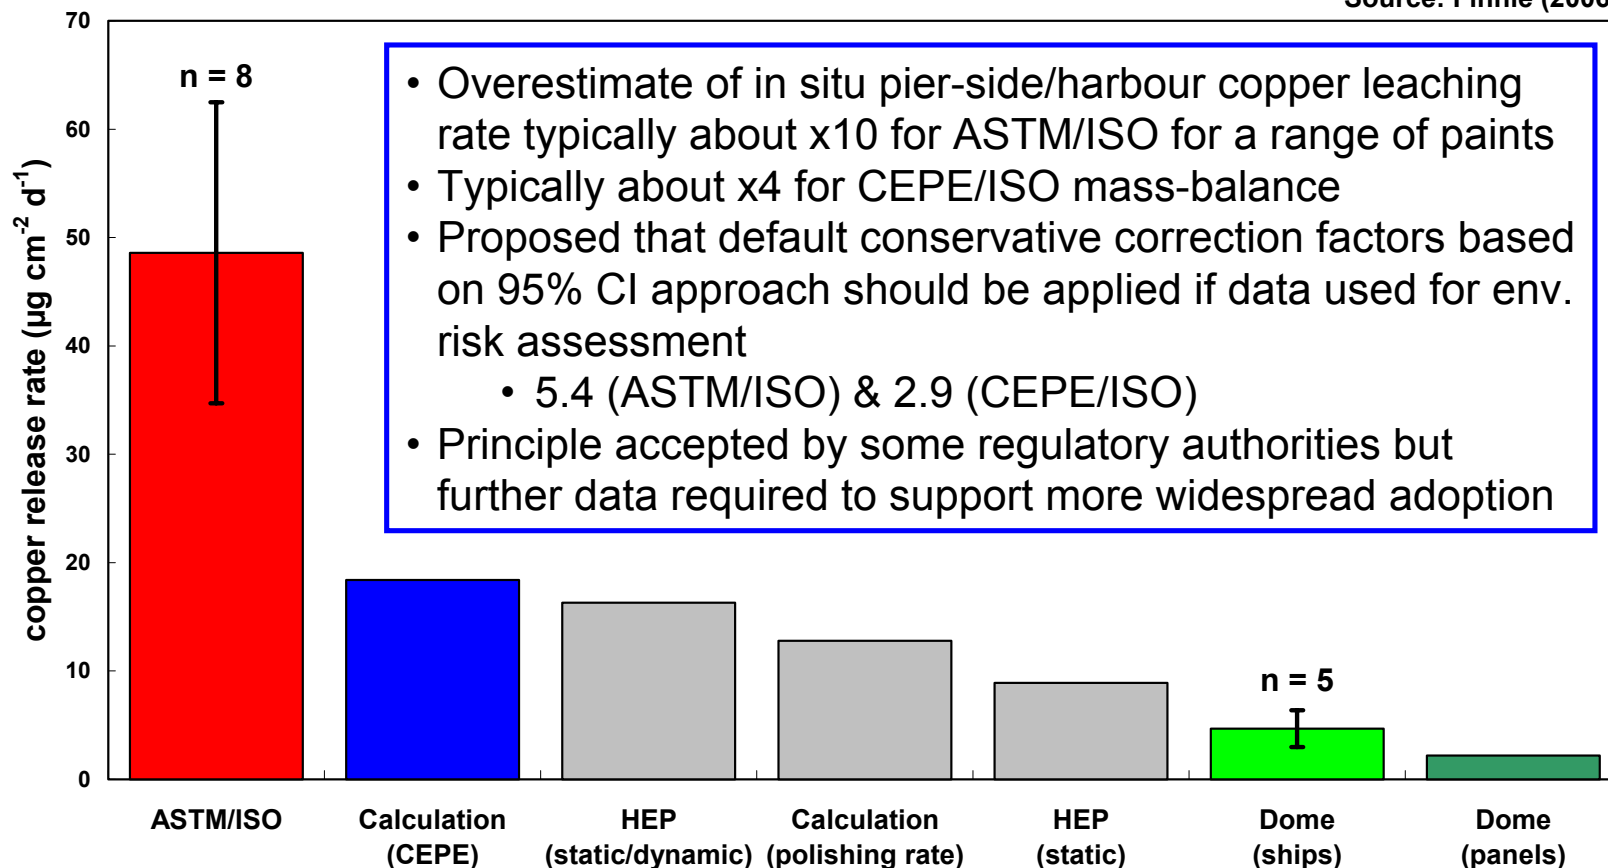 70
60
50
40
30
20
10
0
copper release rate (µg cm⁻² d⁻¹)
n = 8
• Overestimate of in situ pier-side/harbour copper leaching
rate typically about x10 for ASTM/ISO for a range of paints
• Typically about x4 for CEPE/ISO mass-balance
• Proposed that default conservative correction factors based
on 95% CI approach should be applied if data used for env.
risk assessment
• 5.4 (ASTM/ISO) & 2.9 (CEPE/ISO)
• Principle accepted by some regulatory authorities but
further data required to support more widespread adoption
n = 5
ASTM/ISO
Calculation
(CEPE)
HEP
(static/dynamic)
Calculation
(polishing rate)
HEP
(static)
Dome
(ships)
Dome
(panels)